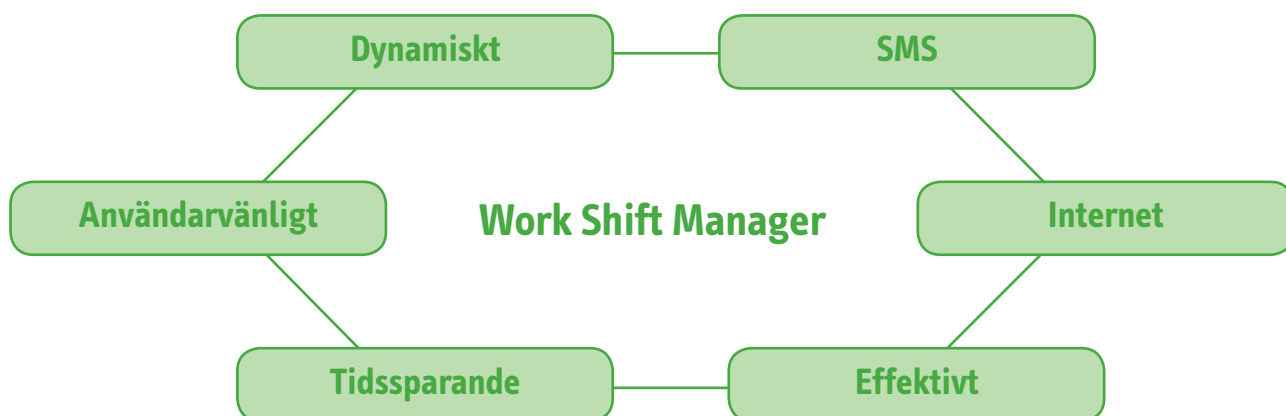 Dynamiskt
SMS
Användarvänligt
Work Shift Manager
Internet
Tidssparande
Effektivt